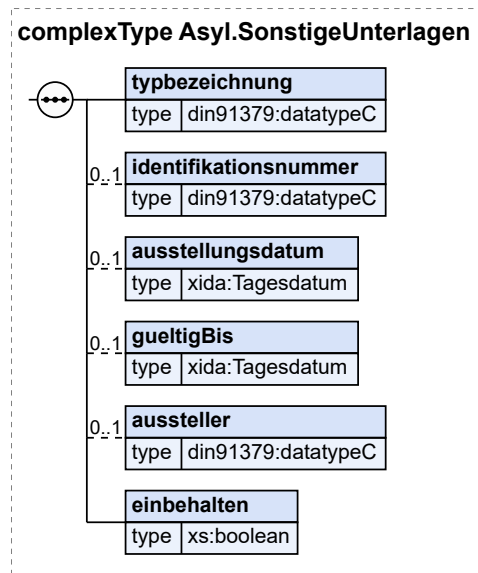 complexType Asyl.SonstigeUnterlagen
typbezeichnung
type din91379:datatypeC
0..1 identifikationsnummer
type din91379:datatypeC
0..1 ausstellungsdatum
type xida:Tagesdatum
0..1 gueltigBis
type xida:Tagesdatum
0..1 aussteller
type din91379:datatypeC
einbehalten
type xs:boolean